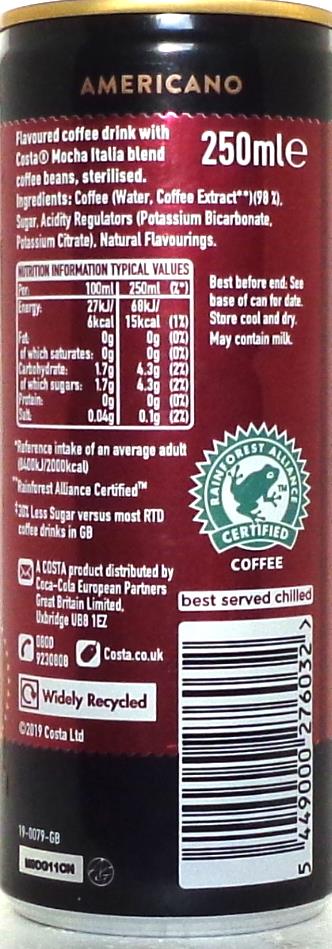 AMERICANO
Flavoured coffee drink with
Costa® Mocha Italia blend
coffee beans, sterilised.
250mle
Ingredients: Coffee (Water, Coffee Extract**)(98 %),
Sugar, Acidity Regulators (Potassium Bicarbonate,
Potassium Citrate), Natural Flavourings.
NUTRITION INFORMATION TYPICAL VALUES
Per: 100ml 250ml (%*)
Energy: 27kJ/ 68kJ/
6kcal 15kcal (1%)
Fat: 0g 0g (0%)
of which saturates: 0g 0g (0%)
Carbohydrate: 1.7g 4.3g (2%)
of which sugars: 1.7g 4.3g (2%)
Protein: 0g 0g (0%)
Salt: 0.04g 0.1g (2%)
Best before end: See
base of can for date.
Store cool and dry.
May contain milk.
*Reference intake of an average adult
(8400kJ/2000kcal)
**Rainforest Alliance Certified™
‡30% Less Sugar versus most RTD
coffee drinks in GB
RAINFOREST ALLIANCE
TM
CERTIFIED
COFFEE
A COSTA product distributed by
Coca-Cola European Partners
Great Britain Limited,
Uxbridge UB8 1EZ
best served chilled
0800
9230808
Costa.co.uk
Widely Recycled
©2019 Costa Ltd
5 449000 276032 >
19-0079-GB